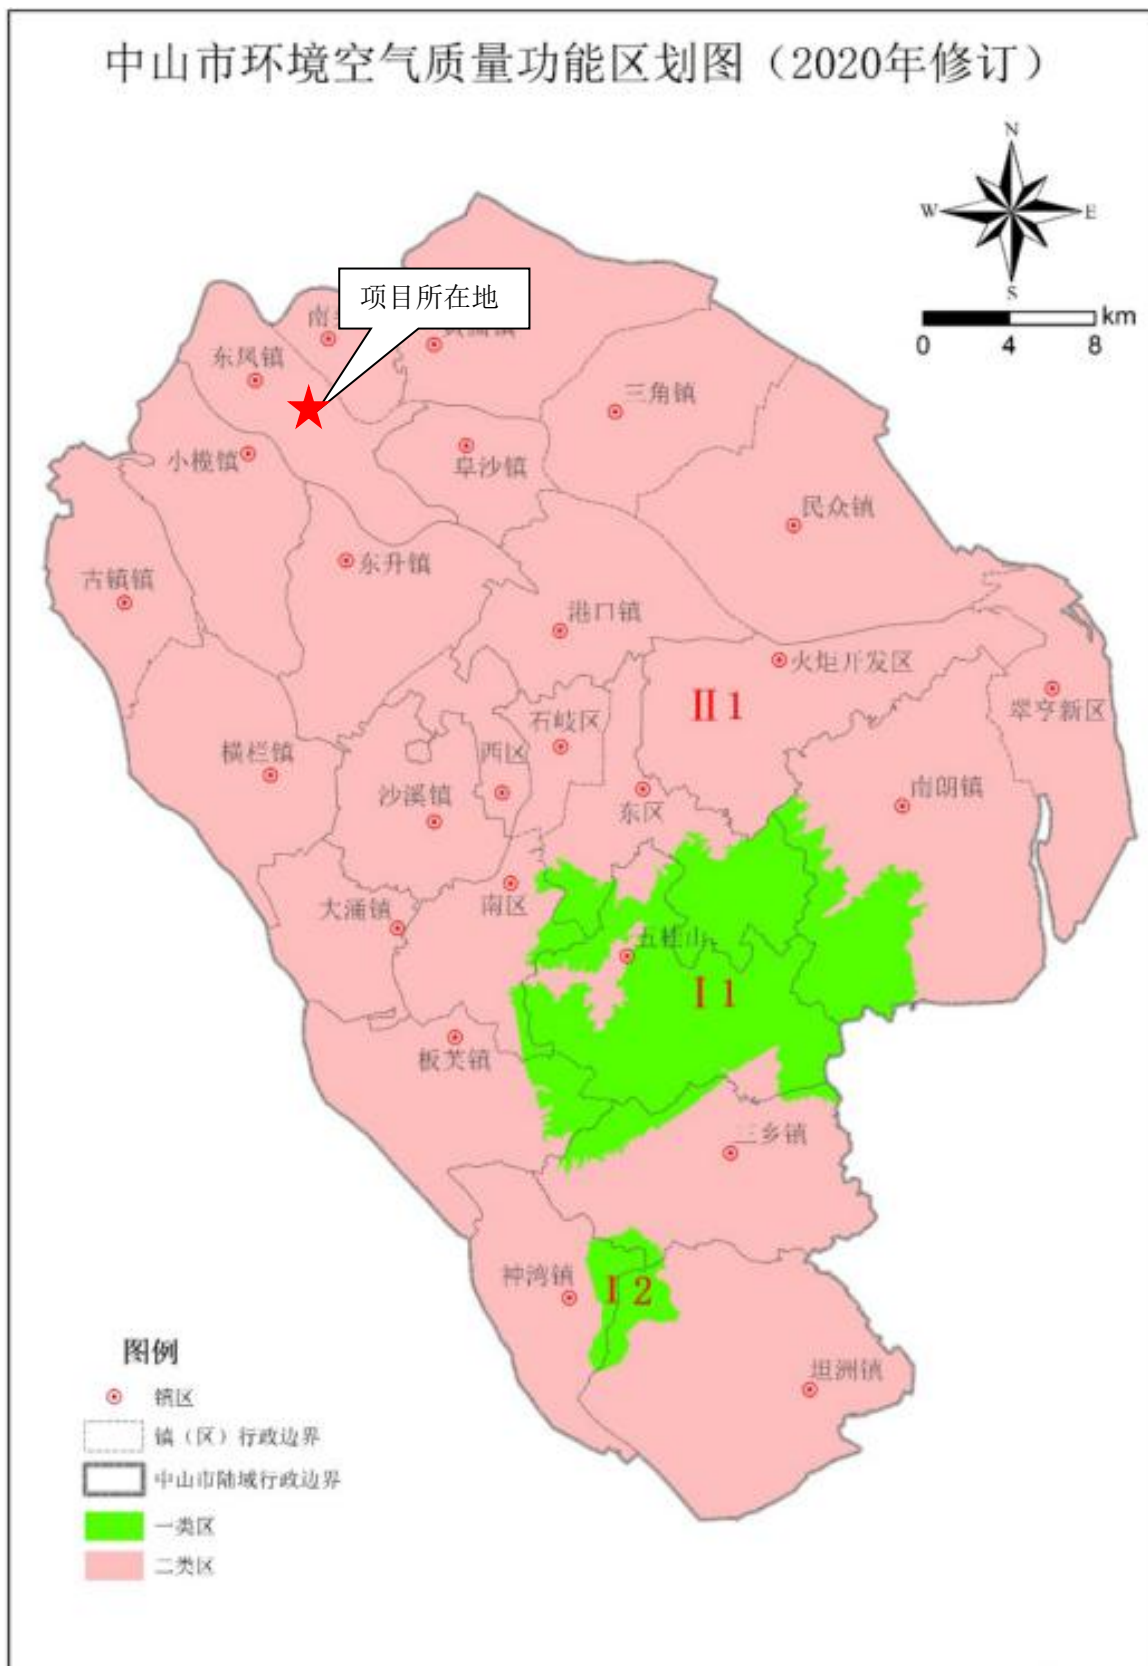 中山市环境空气质量功能区划图（2020年修订）
N
W
E
S
km
0
4
8
项目所在地
南
东凤镇
三角镇
小榄镇
阜沙镇
民众镇
古镇镇
东升镇
港口镇
火炬开发区
II 1
翠亨新区
石岐区
横栏镇
西区
沙溪镇
东区
南朗镇
大涌镇
南区
五桂山
I 1
板芙镇
三乡镇
神湾镇
I 2
坦洲镇
图例
镇区
镇（区）行政边界
中山市陆域行政边界
一类区
二类区